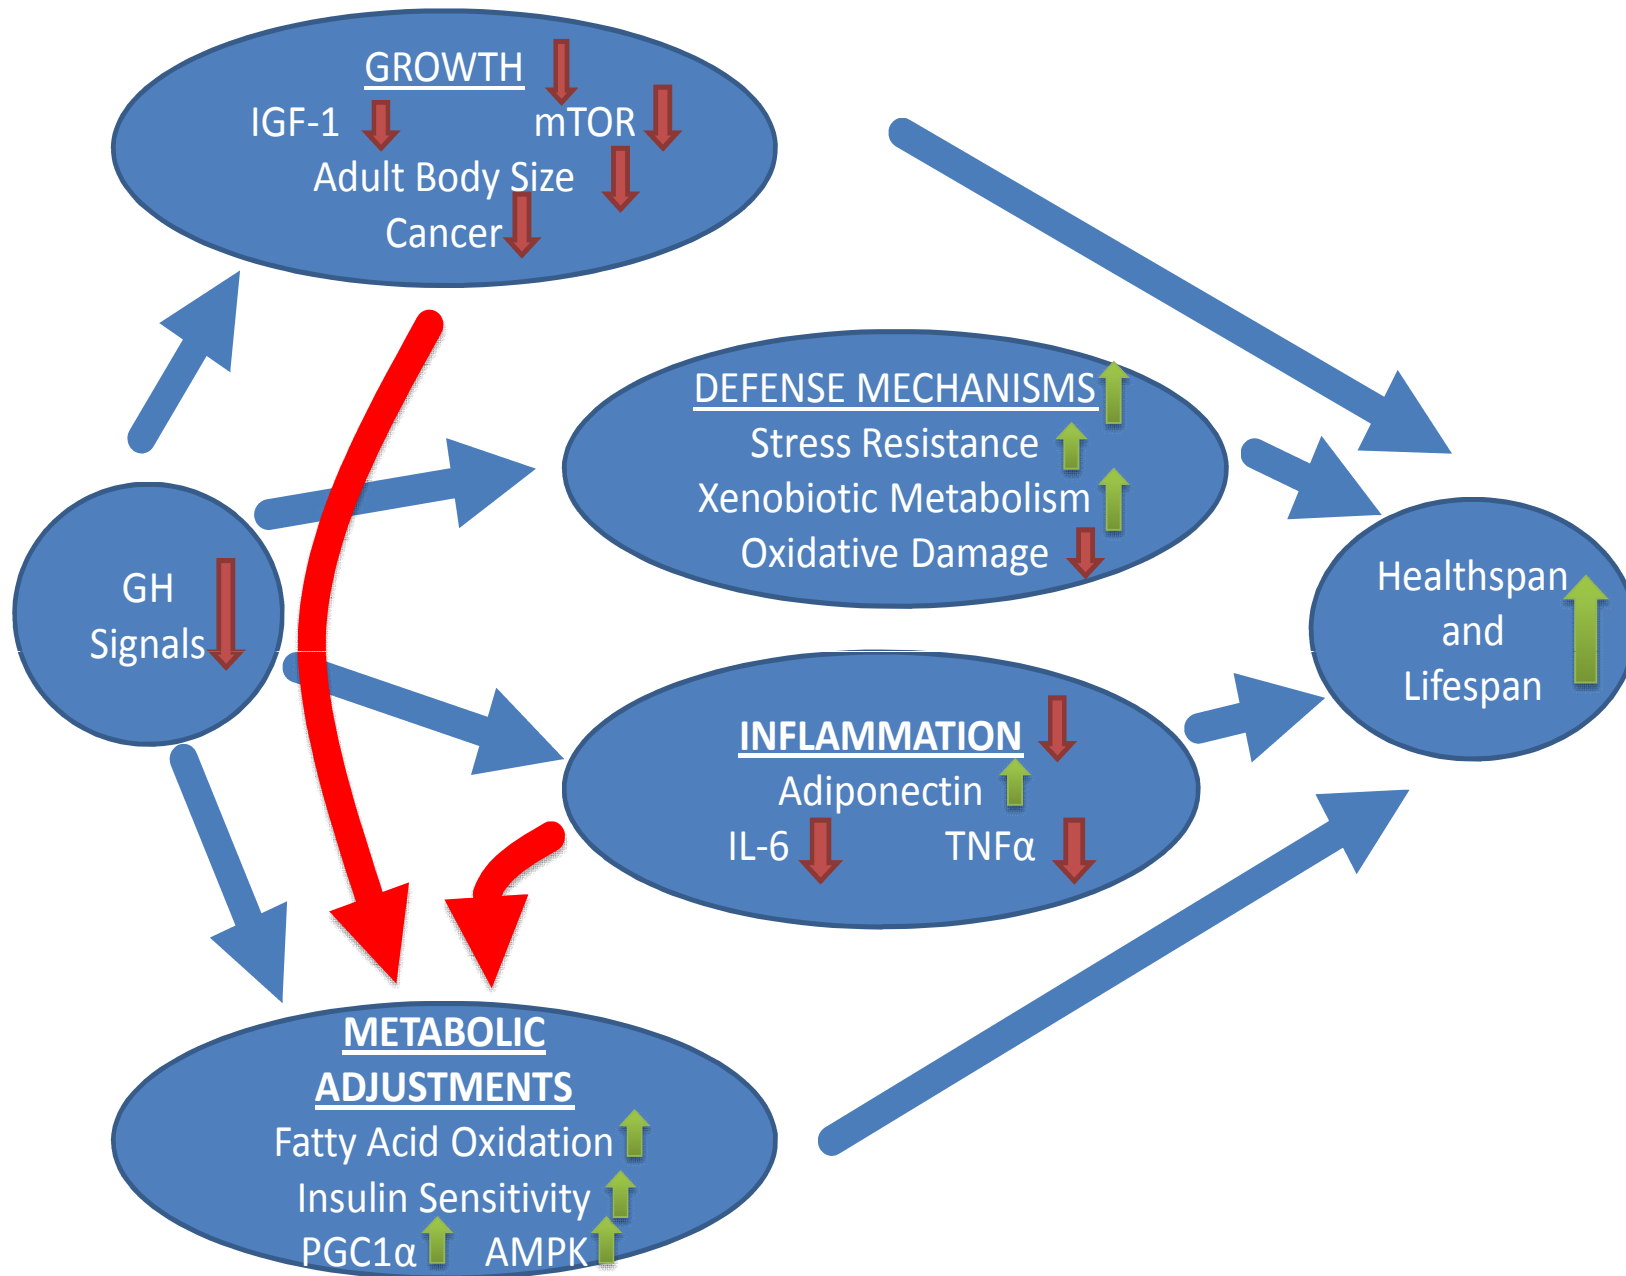 GROWTH
IGF-1 mTOR
Adult Body Size
Cancer
DEFENSE MECHANISMS
Stress Resistance
Xenobiotic Metabolism
Oxidative Damage
GH
Signals
Healthspan
and
Lifespan
INFLAMMATION
Adiponectin
IL-6 TNFα
METABOLIC
ADJUSTMENTS
Fatty Acid Oxidation
Insulin Sensitivity
PGC1α AMPK